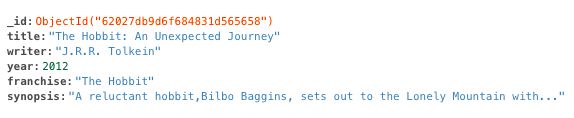 _id: ObjectId("62027db9d6f684831d565658")
title: "The Hobbit: An Unexpected Journey"
writer: "J.R.R. Tolkein"
year: 2012
franchise: "The Hobbit"
synopsis: "A reluctant hobbit,Bilbo Baggins, sets out to the Lonely Mountain with..."